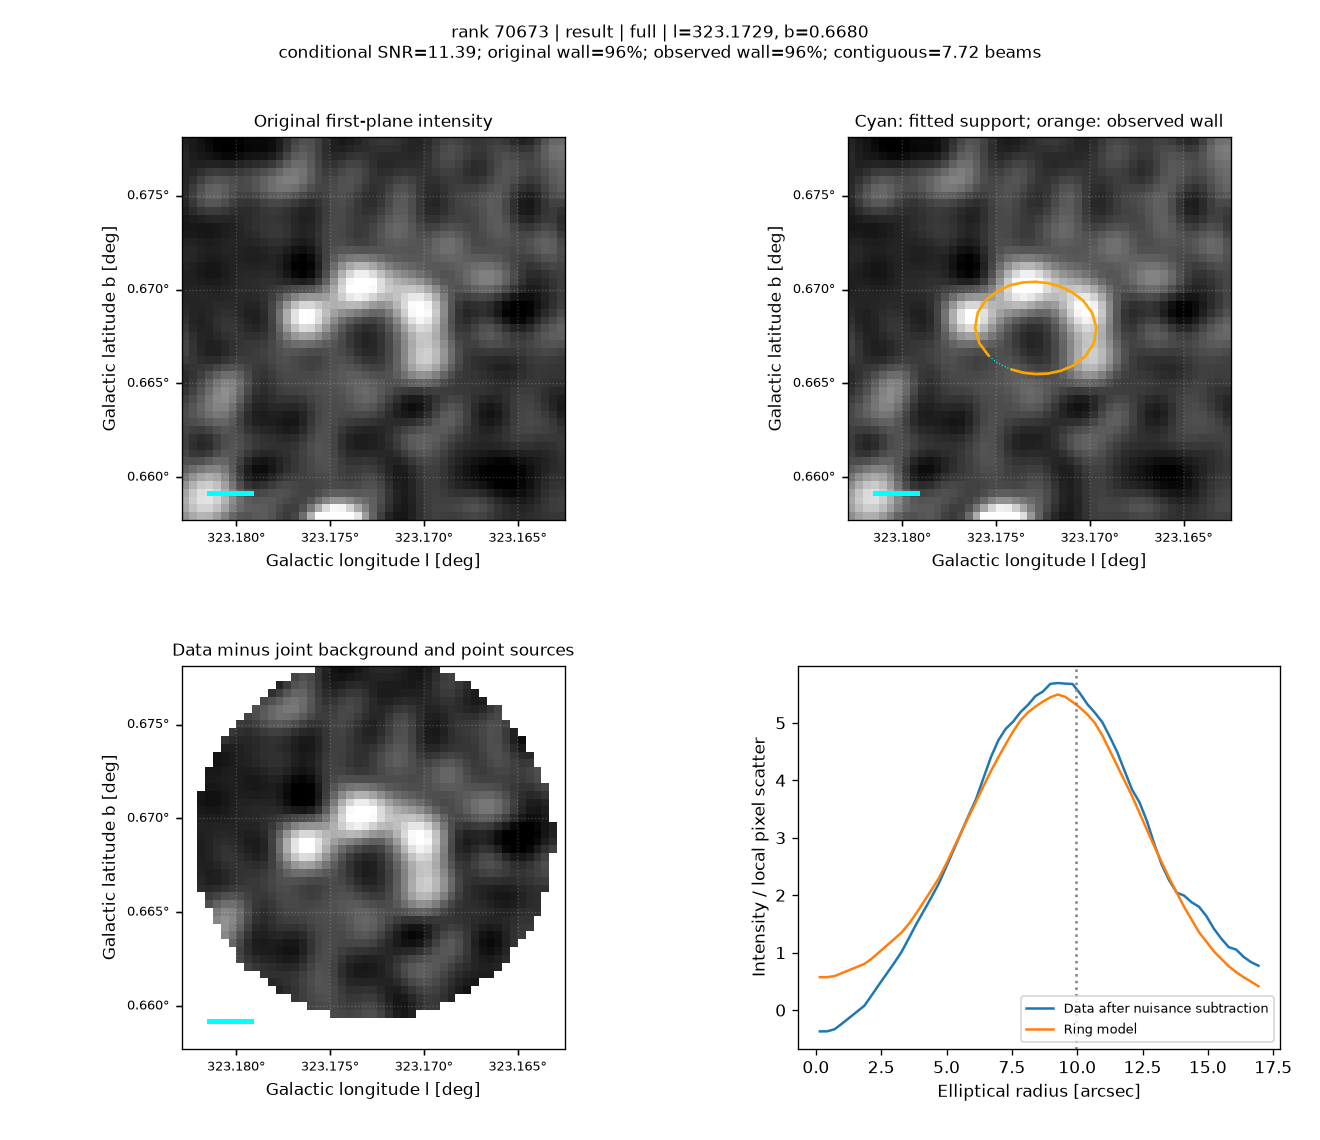 rank 70673 | result | full | l=323.1729, b=0.6680
conditional SNR=11.39; original wall=96%; observed wall=96%; contiguous=7.72 beams
Original first-plane intensity
0.675°
0.670°
0.665°
0.660°
Galactic latitude b [deg]
323.180° 323.175° 323.170° 323.165°
Galactic longitude l [deg]
Cyan: fitted support; orange: observed wall
0.675°
0.670°
0.665°
0.660°
Galactic latitude b [deg]
323.180° 323.175° 323.170° 323.165°
Galactic longitude l [deg]
Data minus joint background and point sources
0.675°
0.670°
0.665°
0.660°
Galactic latitude b [deg]
323.180° 323.175° 323.170° 323.165°
Galactic longitude l [deg]
5
4
3
2
1
0
Intensity / local pixel scatter
Data after nuisance subtraction
Ring model
0.0 2.5 5.0 7.5 10.0 12.5 15.0 17.5
Elliptical radius [arcsec]